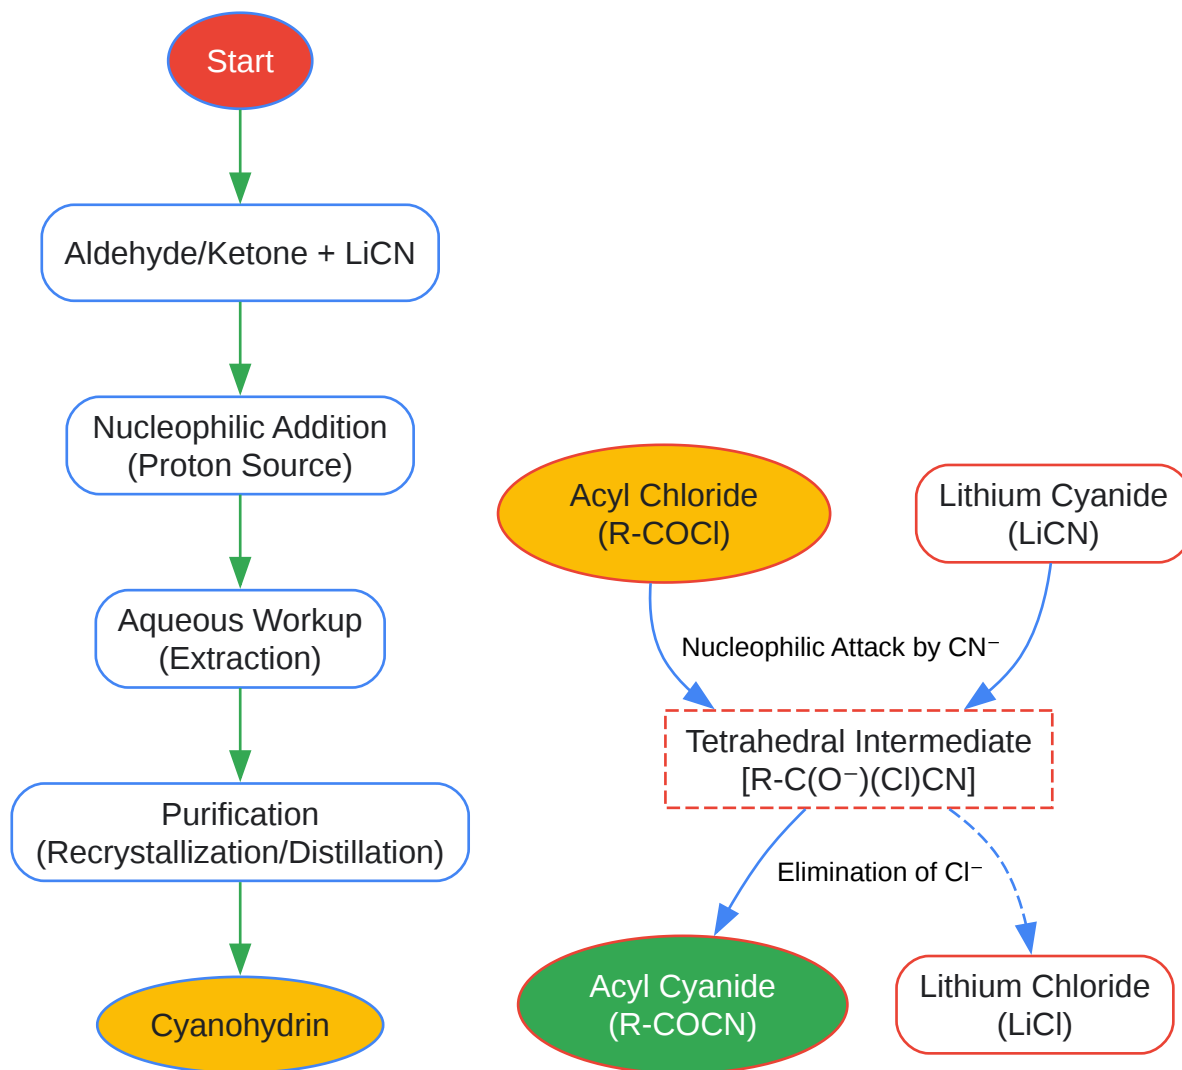 Start
Aldehyde/Ketone + LiCN
Nucleophilic Addition
(Proton Source)
Aqueous Workup
(Extraction)
Purification
(Recrystallization/Distillation)
Cyanohydrin
Acyl Chloride
(R-COCl)
Lithium Cyanide
(LiCN)
Nucleophilic Attack by CN⁻
Tetrahedral Intermediate
[R-C(O⁻)(Cl)CN]
Elimination of Cl⁻
Acyl Cyanide
(R-COCN)
Lithium Chloride
(LiCl)